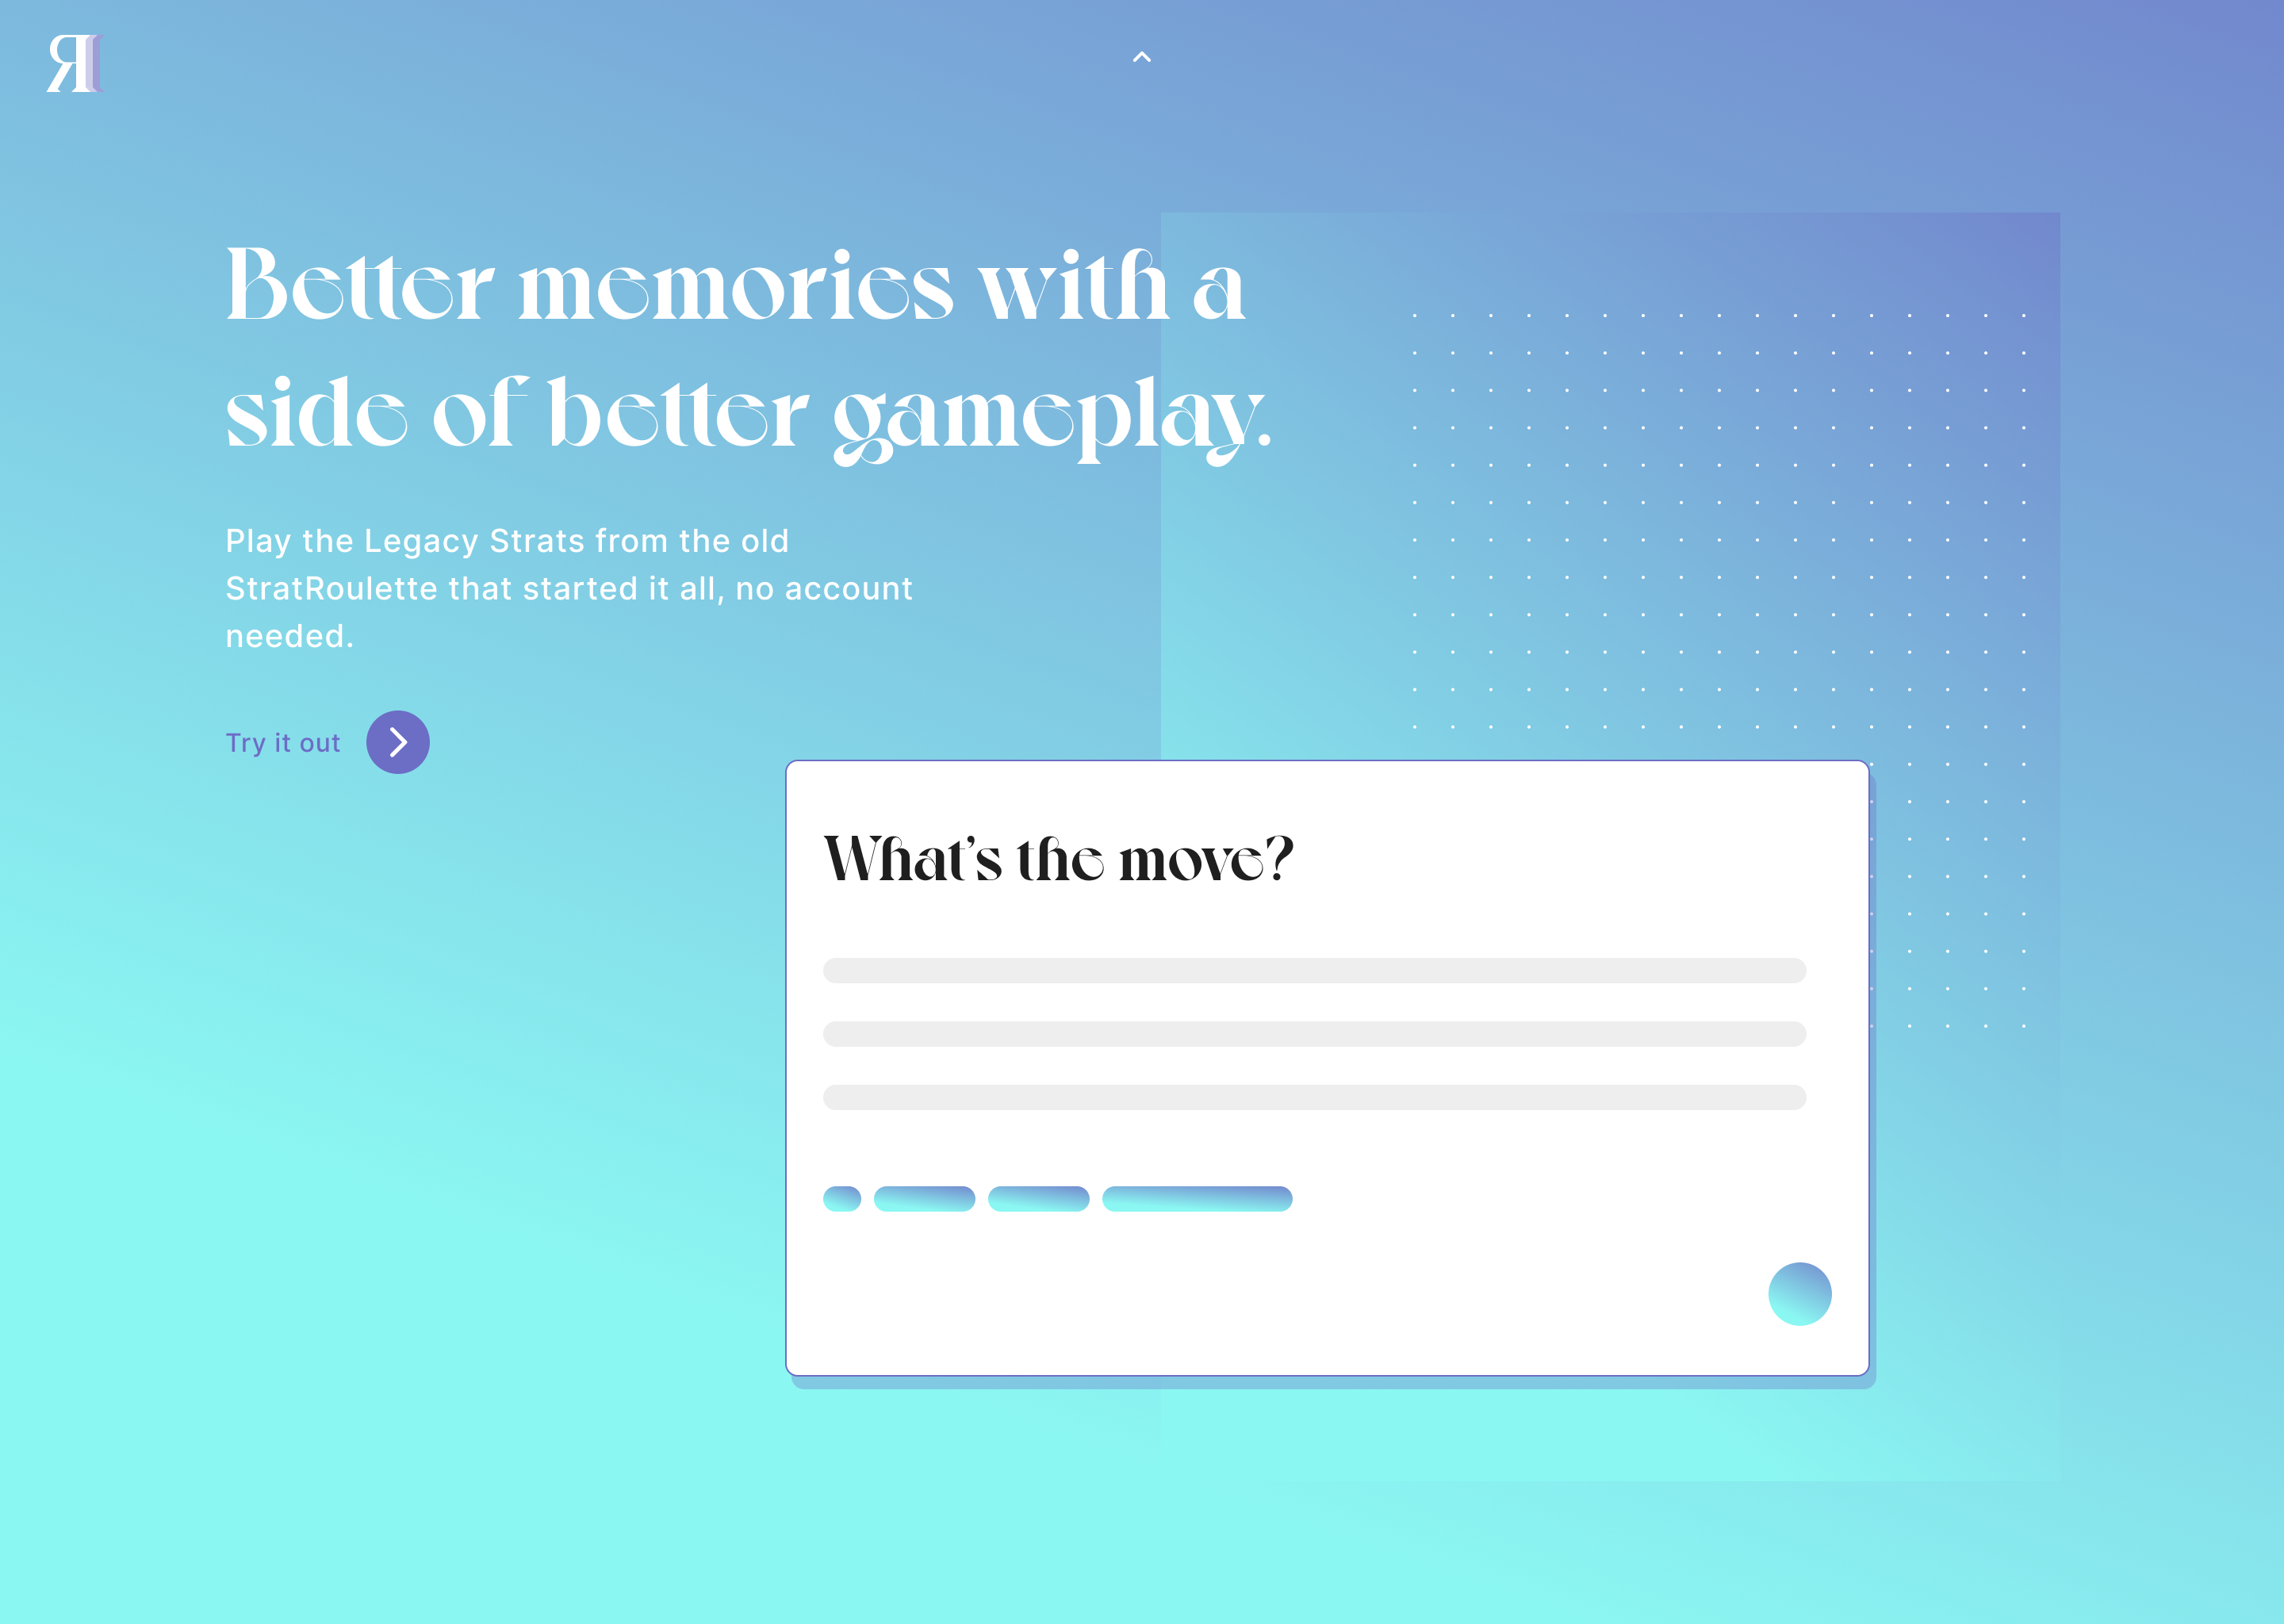 Better memories with a
side of better gameplay.
Play the Legacy Strats from the old
StratRoulette that started it all, no account
needed.
Try it out
What's the move?